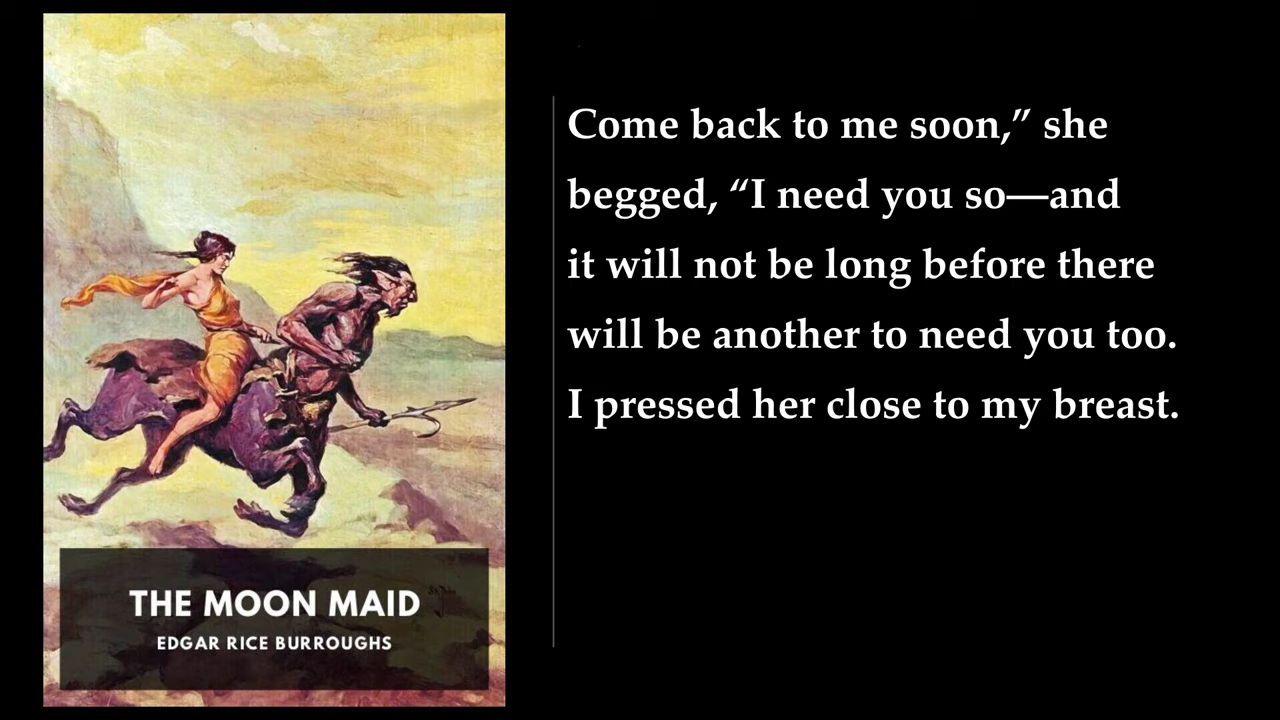 Come back to me soon,” she
begged, “I need you so—and
it will not be long before there
will be another to need you too.
I pressed her close to my breast.
THE MOON MAID
EDGAR RICE BURROUGHS